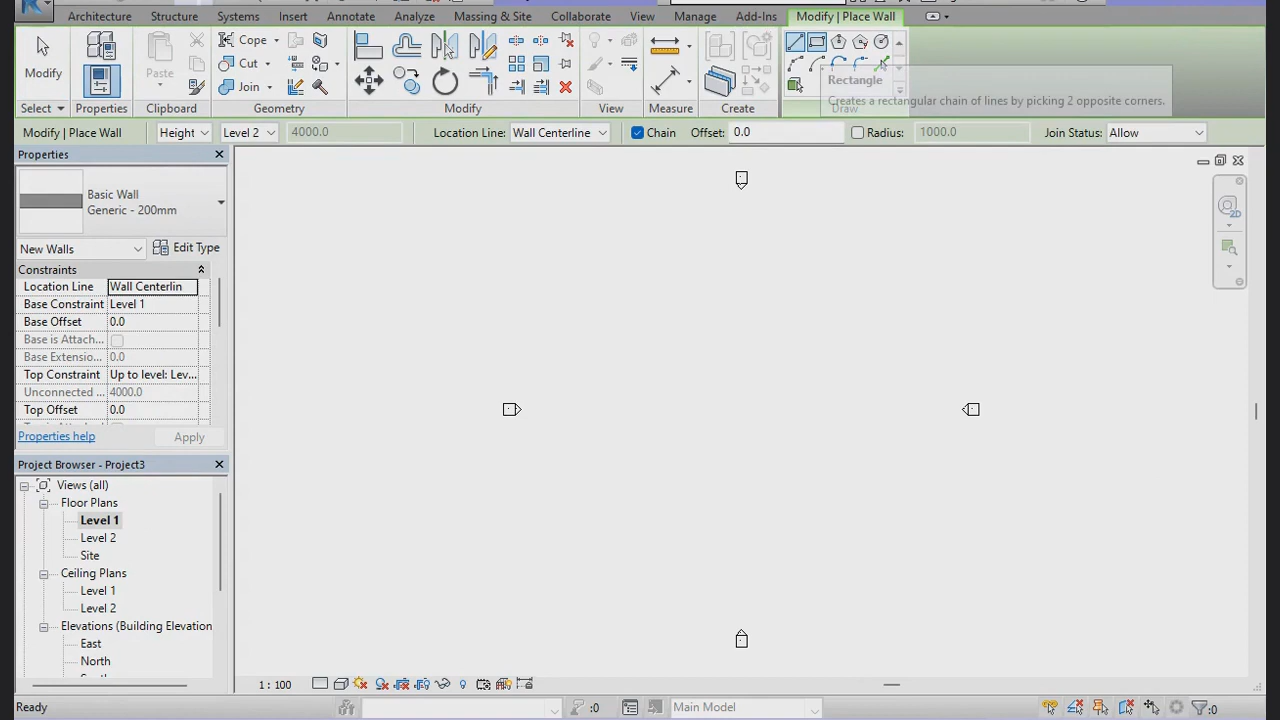 Architecture Structure Systems Insert Annotate Analyze Massing & Site Collaborate View Manage Add-Ins Modify | Place Wall
Cope
Cut
Join
Modify
Paste
Rectangle
Creates a rectangular chain of lines by picking 2 opposite corners.
Select Properties Clipboard Geometry Modify View Measure Create Draw
Modify | Place Wall Height Level 2 4000.0 Location Line: Wall Centerline Chain Offset: 0.0 Radius: 1000.0 Join Status: Allow
Properties
Basic Wall
Generic - 200mm
New Walls Edit Type
Constraints
Location Line Wall Centerlin
Base Constraint Level 1
Base Offset 0.0
Base is Attach...
Base Extensio... 0.0
Top Constraint Up to level: Lev...
Unconnected ... 4000.0
Top Offset 0.0
Properties help Apply
Project Browser - Project3
Views (all)
Floor Plans
Level 1
Level 2
Site
Ceiling Plans
Level 1
Level 2
Elevations (Building Elevation
East
North
2D
1 : 100
Ready :0 Main Model :0